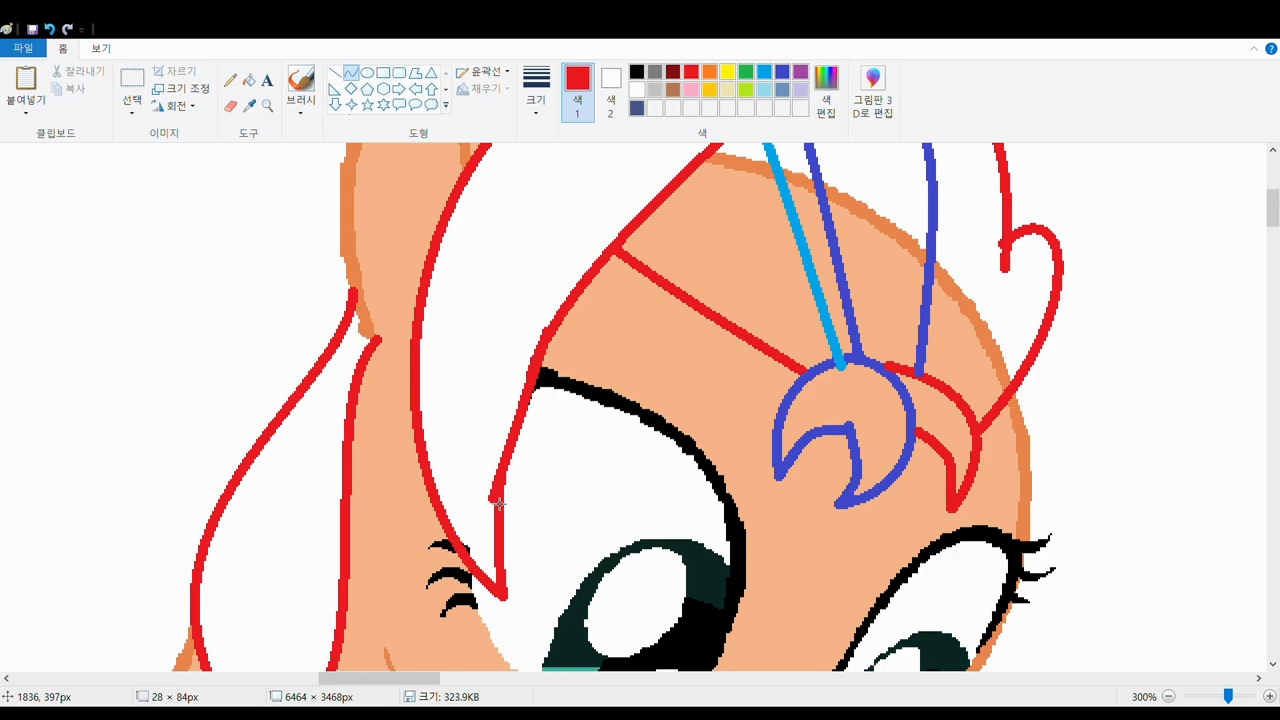 파일 홈 보기
붙여넣기
잘라내기
복사
클립보드
선택
자르기
크기 조정
회전
이미지
A
도구
브러시
윤곽선
채우기
도형
크기
색
1
색
2
색
편집
색
그림판 3
D로 편집
1836, 397px
28 × 84px
6464 × 3468px
크기: 323.9KB
300%